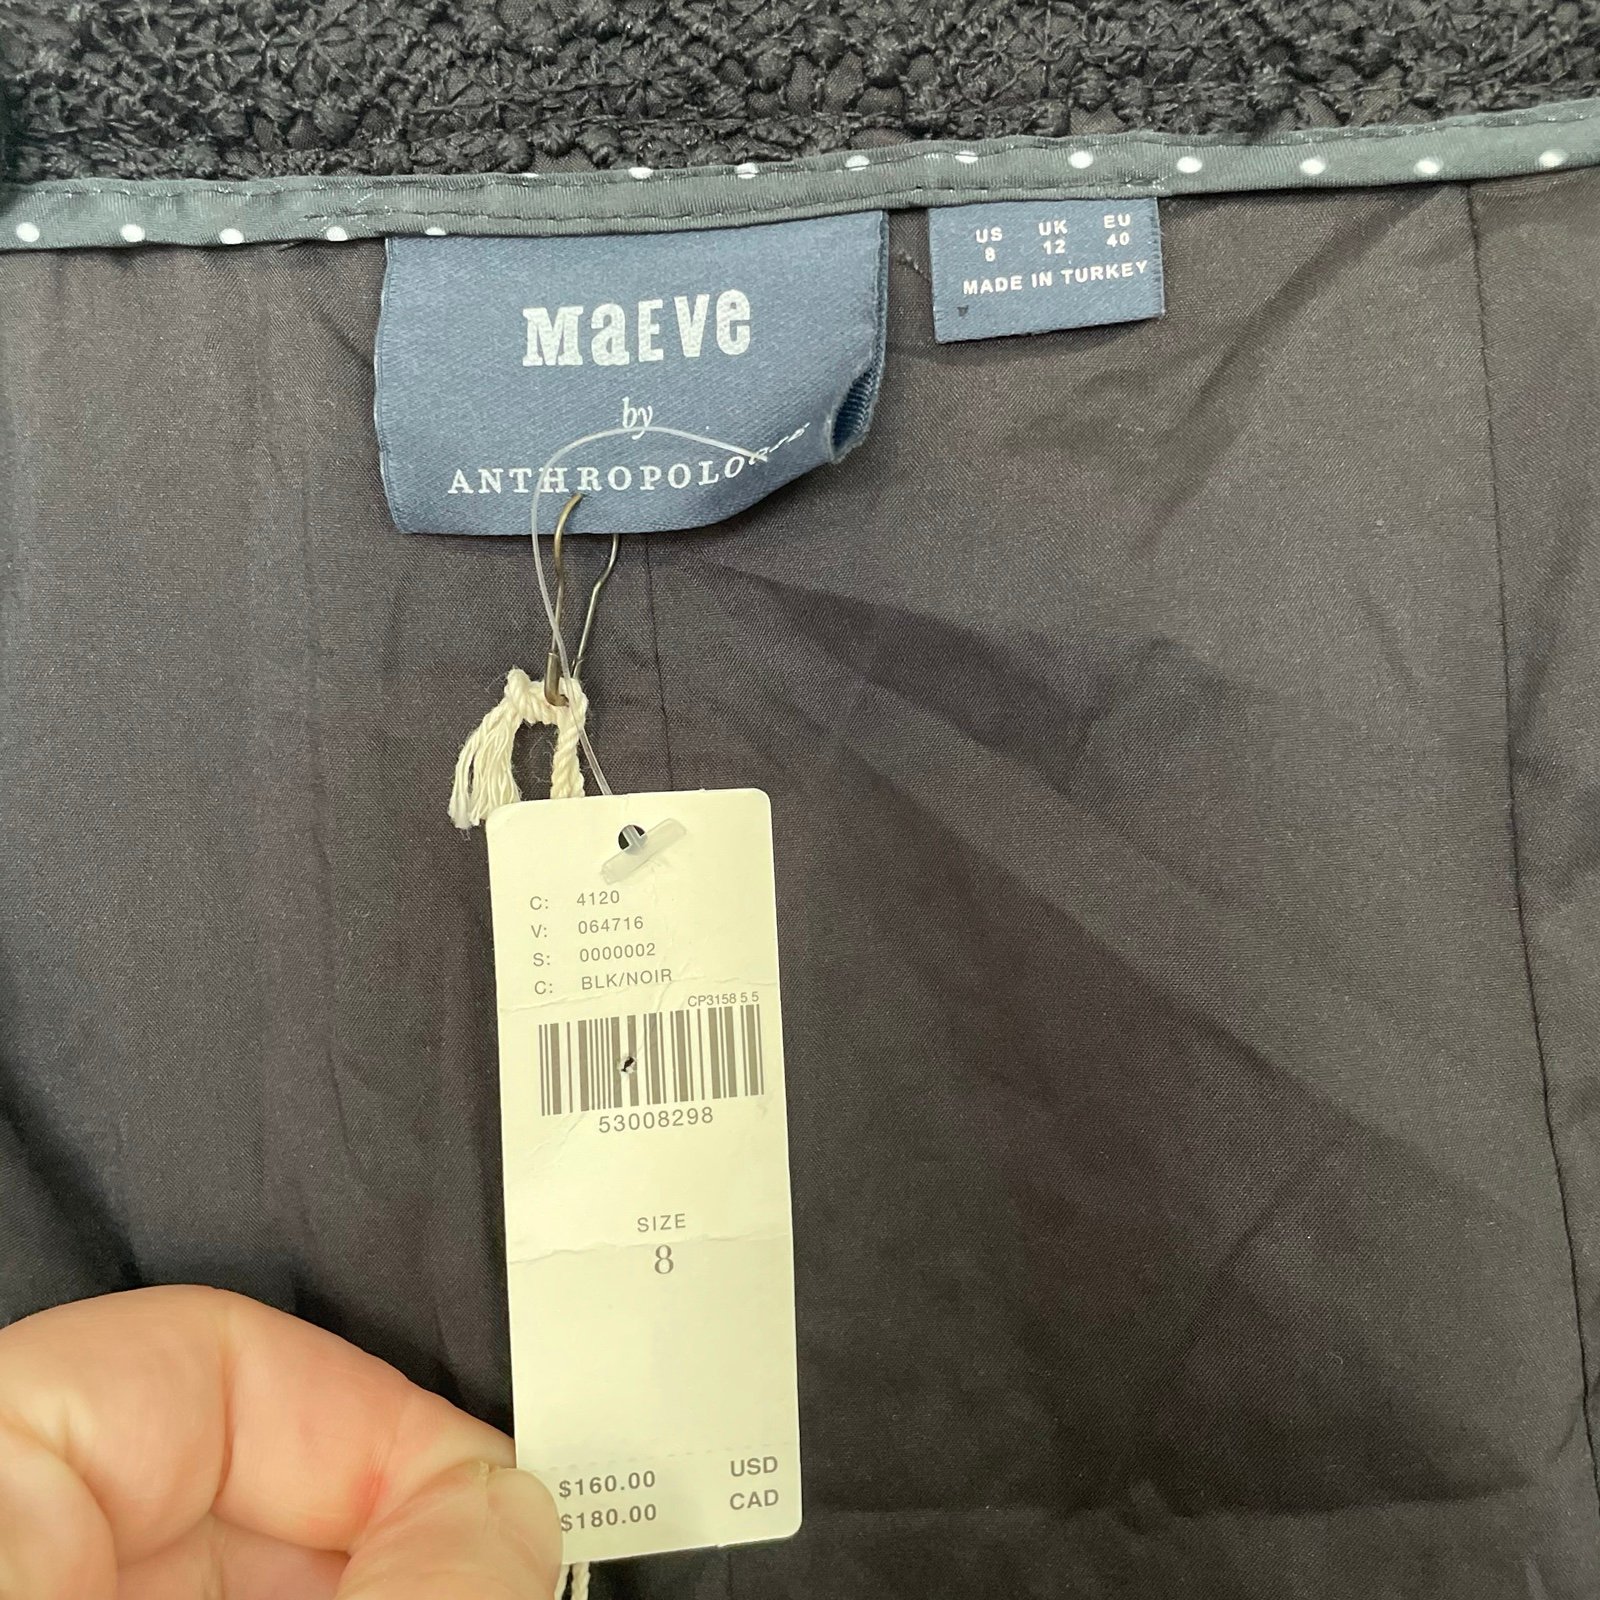 MaEVe
by
ANTHROPOLOGIE
US UK EU
8 12 40
MADE IN TURKEY
C: 4120
V: 064716
S: 0000002
C: BLK/NOIR
CP3158 5 5
53008298
SIZE
8
$160.00 USD
$180.00 CAD